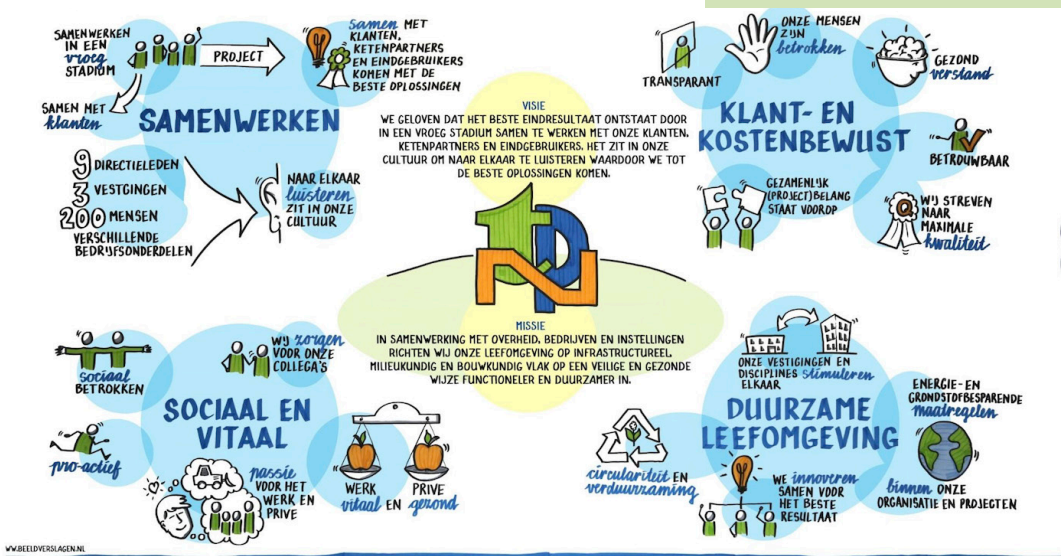 SAMENWERKEN
IN EEN
vroeg
STADIUM
PROJECT
samen MET
KLANTEN,
KETENPARTNERS
EN EINDGEBRUIKERS
KOMEN MET DE
BESTE OPLOSSINGEN
SAMEN MET
klanten
SAMENWERKEN
9 DIRECTIELEDEN
3 VESTGINGEN
200 MENSEN
VERSCHILLENDE
BEDRIJFSONDERDELEN
NAAR ELKAAR
luisteren
ZIT IN ONZE
CULTUUR
VISIE
WE GELOVEN DAT HET BESTE EINDRESULTAAT ONTSTAAT DOOR
IN EEN VROEG STADIUM SAMEN TE WERKEN MET ONZE KLANTEN,
KETENPARTNERS EN EINDGEBRUIKERS. HET ZIT IN ONZE
CULTUUR OM NAAR ELKAAR TE LUISTEREN WAARDOOR WE TOT
DE BESTE OPLOSSINGEN KOMEN.
TRANSPARANT
ONZE MENSEN
ZIJN
betrokken
GEZOND
verstand
KLANT- EN
KOSTENBEWUST
BETROUWBAAR
GEZAMENLIJK
(PROJECT)BELANG
STAAT VOOROP
Q
WIJ STREVEN
NAAR
MAXIMALE
kwaliteit
MISSIE
IN SAMENWERKING MET OVERHEID, BEDRIJVEN EN INSTELLINGEN
RICHTEN WIJ ONZE LEEFOMGEVING OP INFRASTRUCTUREEL,
MILIEUKUNDIG EN BOUWKUNDIG VLAK OP EEN VEILIGE EN GEZONDE
WIJZE FUNCTIONELER EN DUURZAMER IN.
sociaal
BETROKKEN
WIJ zorgen
VOOR ONZE
COLLEGA'S
SOCIAAL EN
VITAAL
pro-actief
passie
VOOR HET
WERK EN
PRIVE
WERK PRIVE
vitaal EN gezond
ONZE VESTIGINGEN EN
DISCIPLINES stimuleren
ELKAAR
ENERGIE- EN
GRONDSTOFBESPARENDE
maatregelen
DUURZAME
LEEFOMGEVING
circulariteit EN
verduurzaming
WE innoveren
SAMEN VOOR
HET BESTE
RESULTAAT
binnen ONZE
ORGANISATIE EN PROJECTEN
WW.BEELDVERSLAGEN.NL